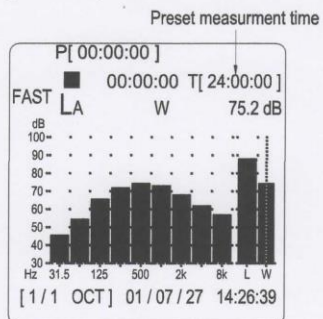 Preset measurment time
P[ 00:00:00 ]
00:00:00 T[ 24:00:00 ]
FAST LA W 75.2 dB
dB
100
90
80
70
60
50
40
30
Hz 31.5 125 500 2k 8k L W
[ 1 / 1 OCT ] 01 / 07 / 27 14:26:39